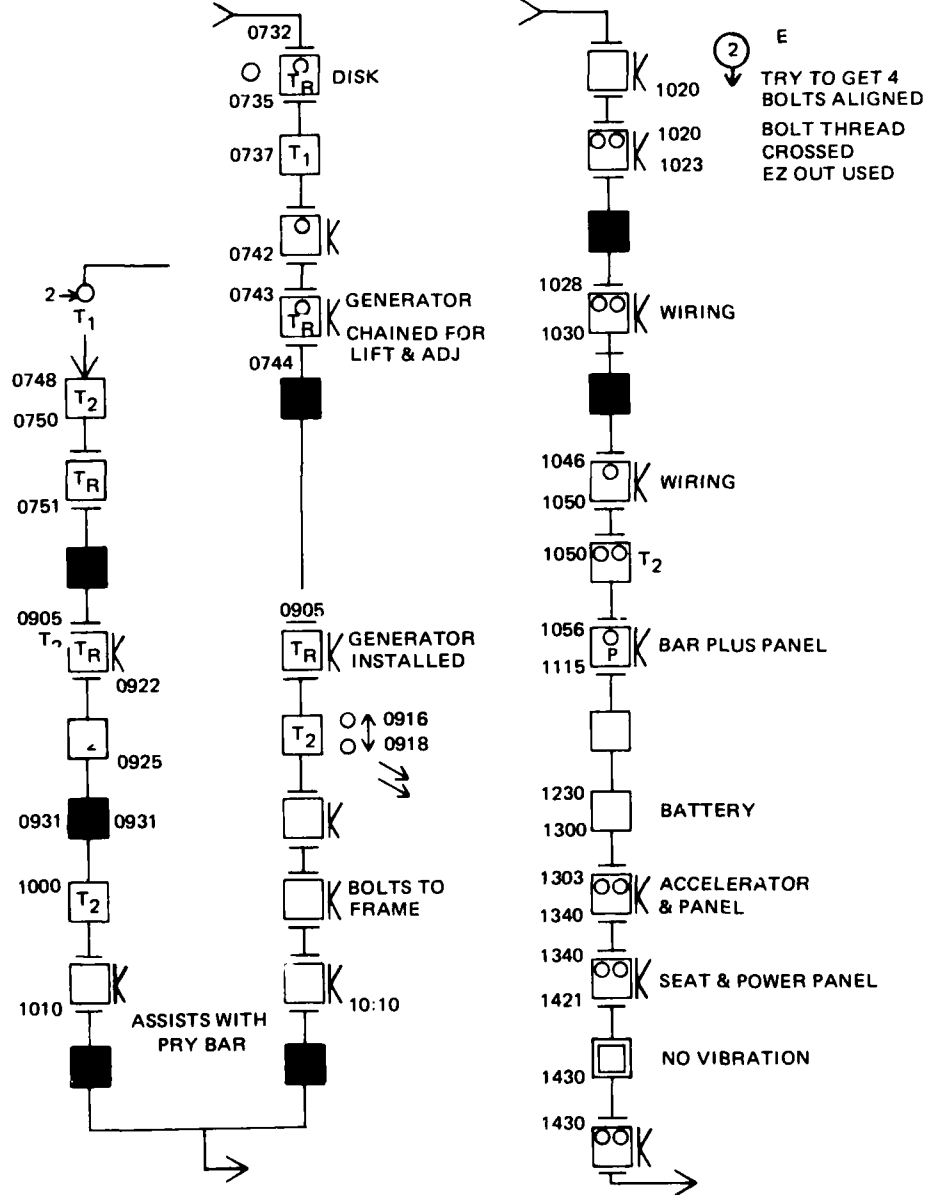 2
T1
0748
T2
0750
TR
0751
0905
TR
0922
0925
0931 0931
1000
T2
1010
ASSISTS WITH
PRY BAR
0732
TR DISK
0735
0737 T1
0742
0743 GENERATOR
TR
CHAINED FOR
LIFT & ADJ
0744
0905
TR GENERATOR
INSTALLED
T2 0916
0918
BOLTS TO
FRAME
10:10
2 E
1020
TRY TO GET 4
BOLTS ALIGNED
1020 BOLT THREAD
1023 CROSSED
EZ OUT USED
1028
WIRING
1030
1046
WIRING
1050
1050 T2
1056
P BAR PLUS PANEL
1115
1230
BATTERY
1300
1303 ACCELERATOR
& PANEL
1340
1340
SEAT & POWER PANEL
1421
NO VIBRATION
1430
1430